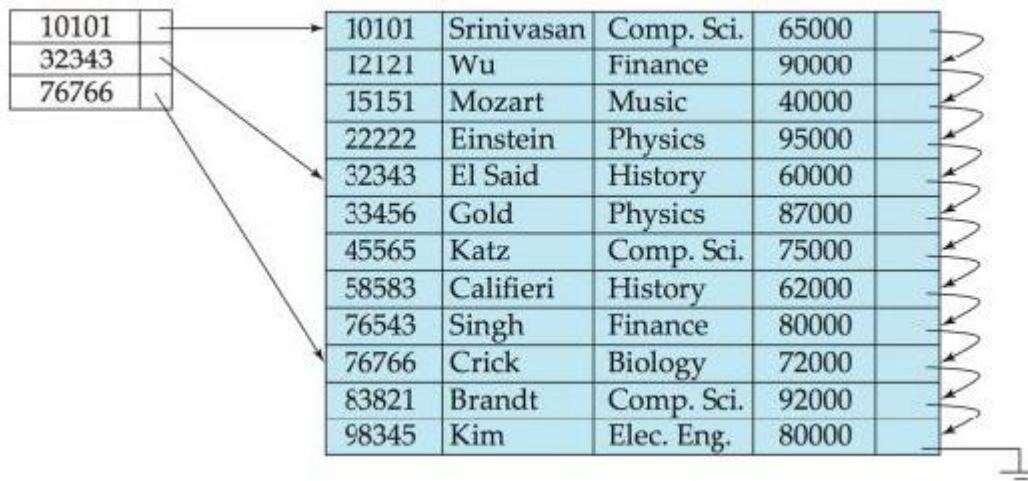 10101
32343
76766
10101 Srinivasan Comp. Sci. 65000
12121 Wu Finance 90000
15151 Mozart Music 40000
22222 Einstein Physics 95000
32343 El Said History 60000
33456 Gold Physics 87000
45565 Katz Comp. Sci. 75000
58583 Califieri History 62000
76543 Singh Finance 80000
76766 Crick Biology 72000
83821 Brandt Comp. Sci. 92000
98345 Kim Elec. Eng. 80000